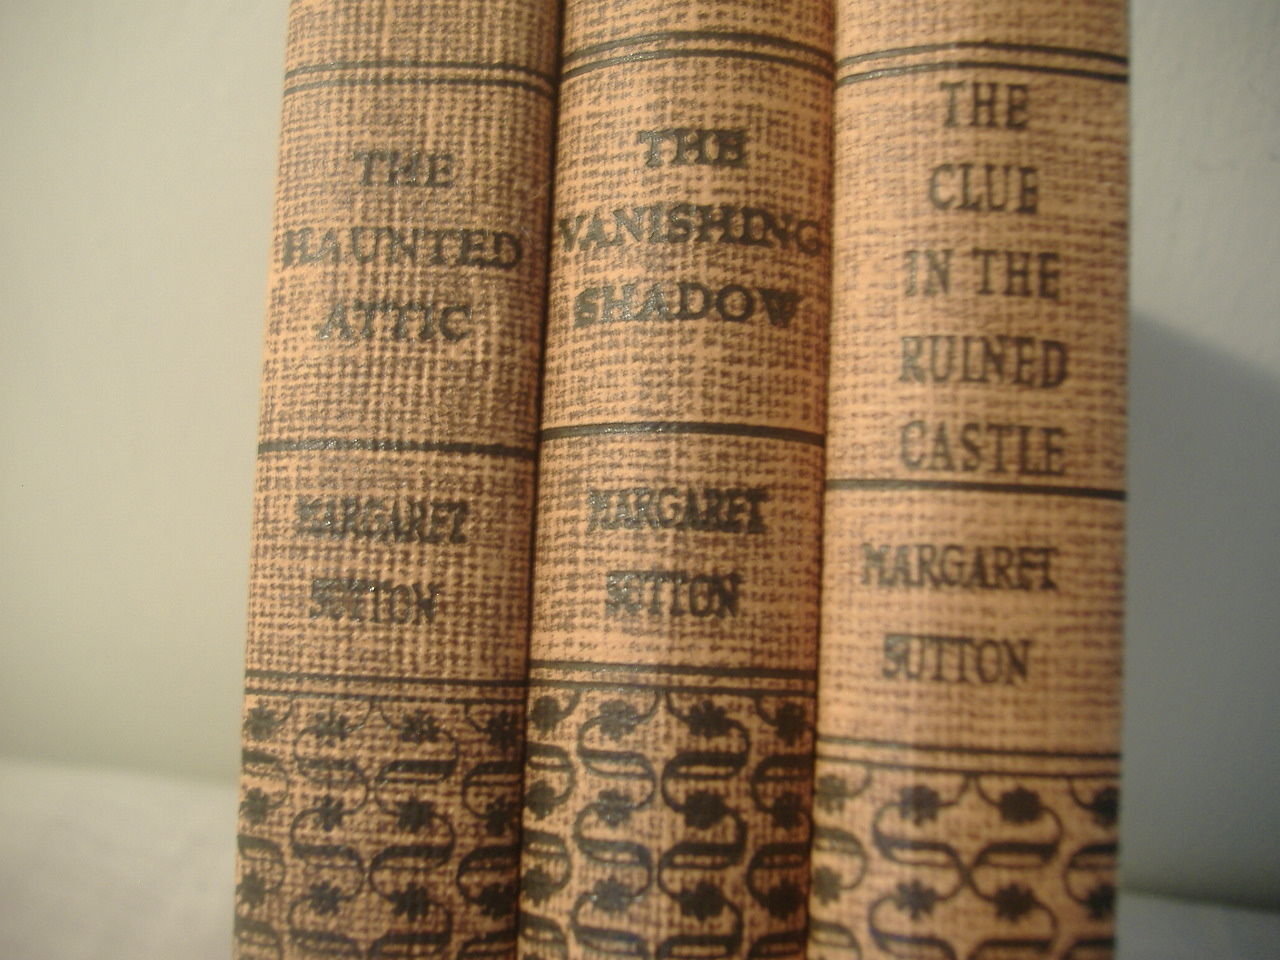 THE
HAUNTED
ATTIC
MARGARET
SUTTON
THE
VANISHING
SHADOW
MARGARET
SUTTON
THE
CLUE
IN THE
RUINED
CASTLE
MARGARET
SUTTON